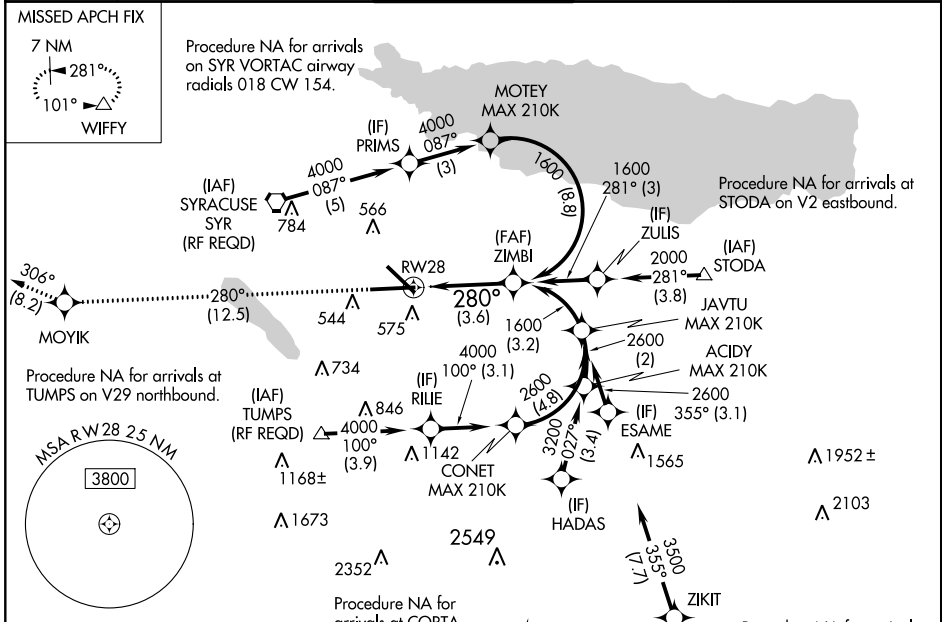 MISSED APCH FIX
7 NM
281°
101°
WIFFY
Procedure NA for arrivals
on SYR VORTAC airway
radials 018 CW 154.
MOTEY
MAX 210K
(IF)
PRIMS
4000
087°
(3)
4000
087°
(5)
(IAF)
SYRACUSE
SYR
(RF REQD)
784
566
1600 (8.8)
1600
281° (3)
Procedure NA for arrivals at
STODA on V2 eastbound.
(IF)
ZULIS
(FAF)
ZIMBI
2000
281°
(3.8)
(IAF)
STODA
RW28
306°
(8.2)
MOYIK
280°
(12.5)
544
575
280°
(3.6)
1600
(3.2)
JAVTU
MAX 210K
2600
(2)
ACIDY
MAX 210K
734
Procedure NA for arrivals at
TUMPS on V29 northbound.
4000
100° (3.1)
(IF)
RILIE
(IAF)
TUMPS
(RF REQD)
846
4000
100°
(3.9)
2600
(4.8)
2600
355° (3.1)
(IF)
ESAME
3200
027°
(3.4)
1142
CONET
MAX 210K
1168±
1565
1952±
MSA RW28 25 NM
3800
(IF)
HADAS
1673
2103
2549
2352
3500
355°
(7.7)
ZIKIT
Procedure NA for